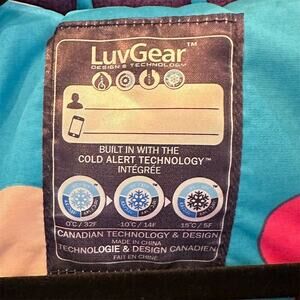 LuvGear™
DESIGN & TECHNOLOGY
BUILT IN WITH THE
COLD ALERT TECHNOLOGY™
INTÉGRÉE
0°C / 32F -10°C / 14F -15°C / 5F
CANADIAN TECHNOLOGY & DESIGN
MADE IN CHINA
TECHNOLOGIE & DESIGN CANADIEN
FAIT EN CHINE